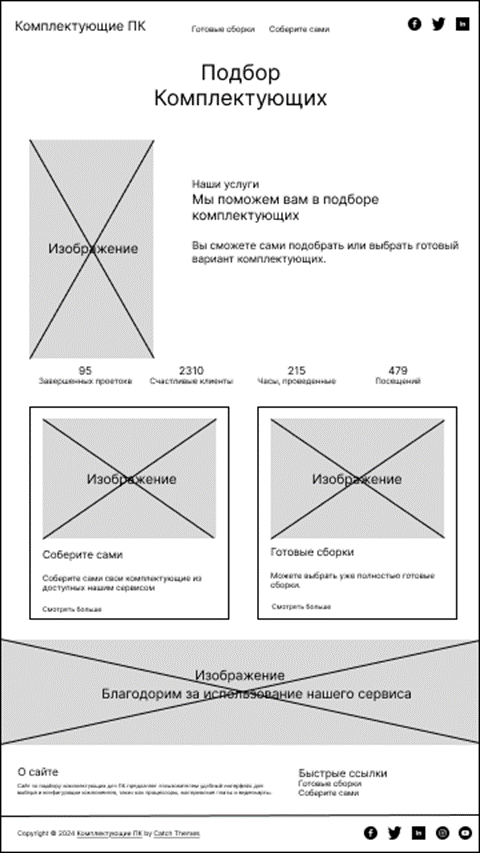 Комплектующие ПК
Готовые сборки Соберите сами
Подбор
Комплектующих
Изображение
Наши услуги
Мы поможем вам в подборе
комплектующих
Вы сможете сами подобрать или выбрать готовый
вариант комплектующих.
95 2310 215 479
Завершенных проетокв Счастливые клиенты Часы, проведенные Посещений
Изображение
Соберите сами
Соберите сами свои комплектующие из
доступных нашим сервисом
Смотреть больше
Изображение
Готовые сборки
Можете выбрать уже полностью готовые
сборки.
Смотреть больше
Изображение
Благодорим за использование нашего сервиса
О сайте
Сайт по подбору комплектующих для ПК предлагает пользователям удобный интерфейс для
выбора и конфигурации компонентов, таких как процессоры, материнские платы и видеокарты.
Быстрые ссылки
Готовые сборки
Соберите сами
Copyright © 2024 Комплектующие ПК by Catch Themes